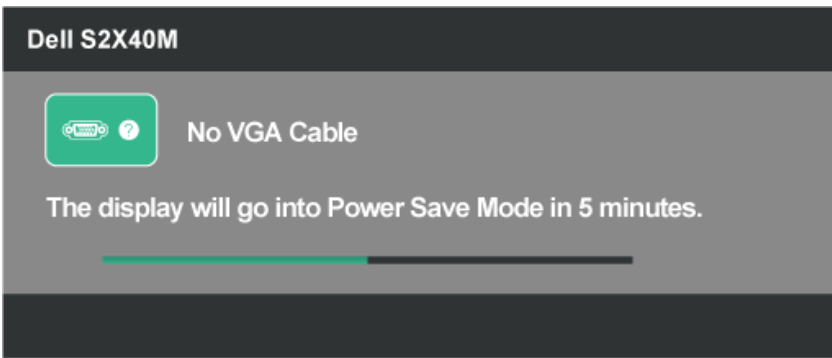 Dell S2X40M
No VGA Cable
The display will go into Power Save Mode in 5 minutes.